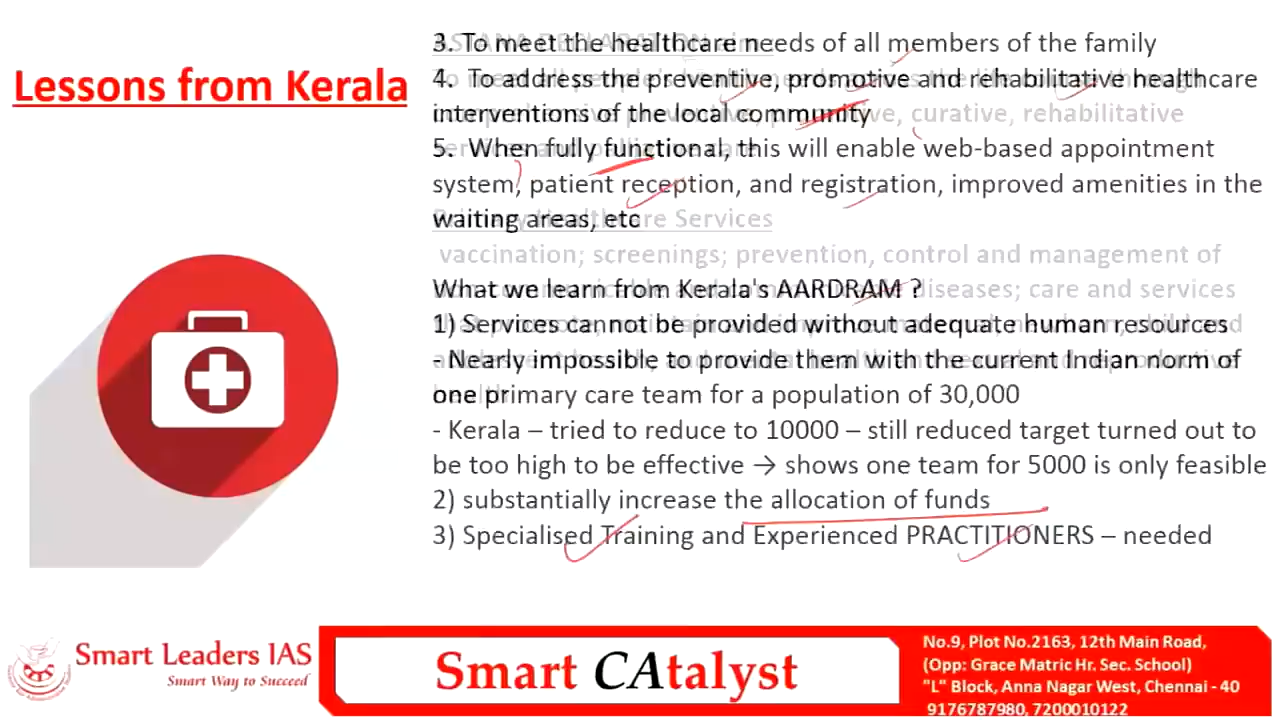 Lessons from Kerala
3. To meet the healthcare needs of all members of the family
4. To address the preventive, promotive and rehabilitative healthcare
interventions of the local community
5. When fully functional, this will enable web-based appointment
system, patient reception, and registration, improved amenities in the
waiting areas, etc
What we learn from Kerala's AARDRAM ?
1) Services cannot be provided without adequate human resources
- Nearly impossible to provide them with the current Indian norm of
one primary care team for a population of 30,000
- Kerala – tried to reduce to 10000 – still reduced target turned out to
be too high to be effective → shows one team for 5000 is only feasible
2) substantially increase the allocation of funds
3) Specialised Training and Experienced PRACTITIONERS – needed
curative, rehabilitative
Primary Healthcare Services
vaccination; screenings; prevention, control and management of
diseases; care and services
Smart Leaders IAS
Smart Way to Succeed
Smart CAtalyst
No.9, Plot No.2163, 12th Main Road,
(Opp: Grace Matric Hr. Sec. School)
"L" Block, Anna Nagar West, Chennai - 40
9176787980, 7200010122